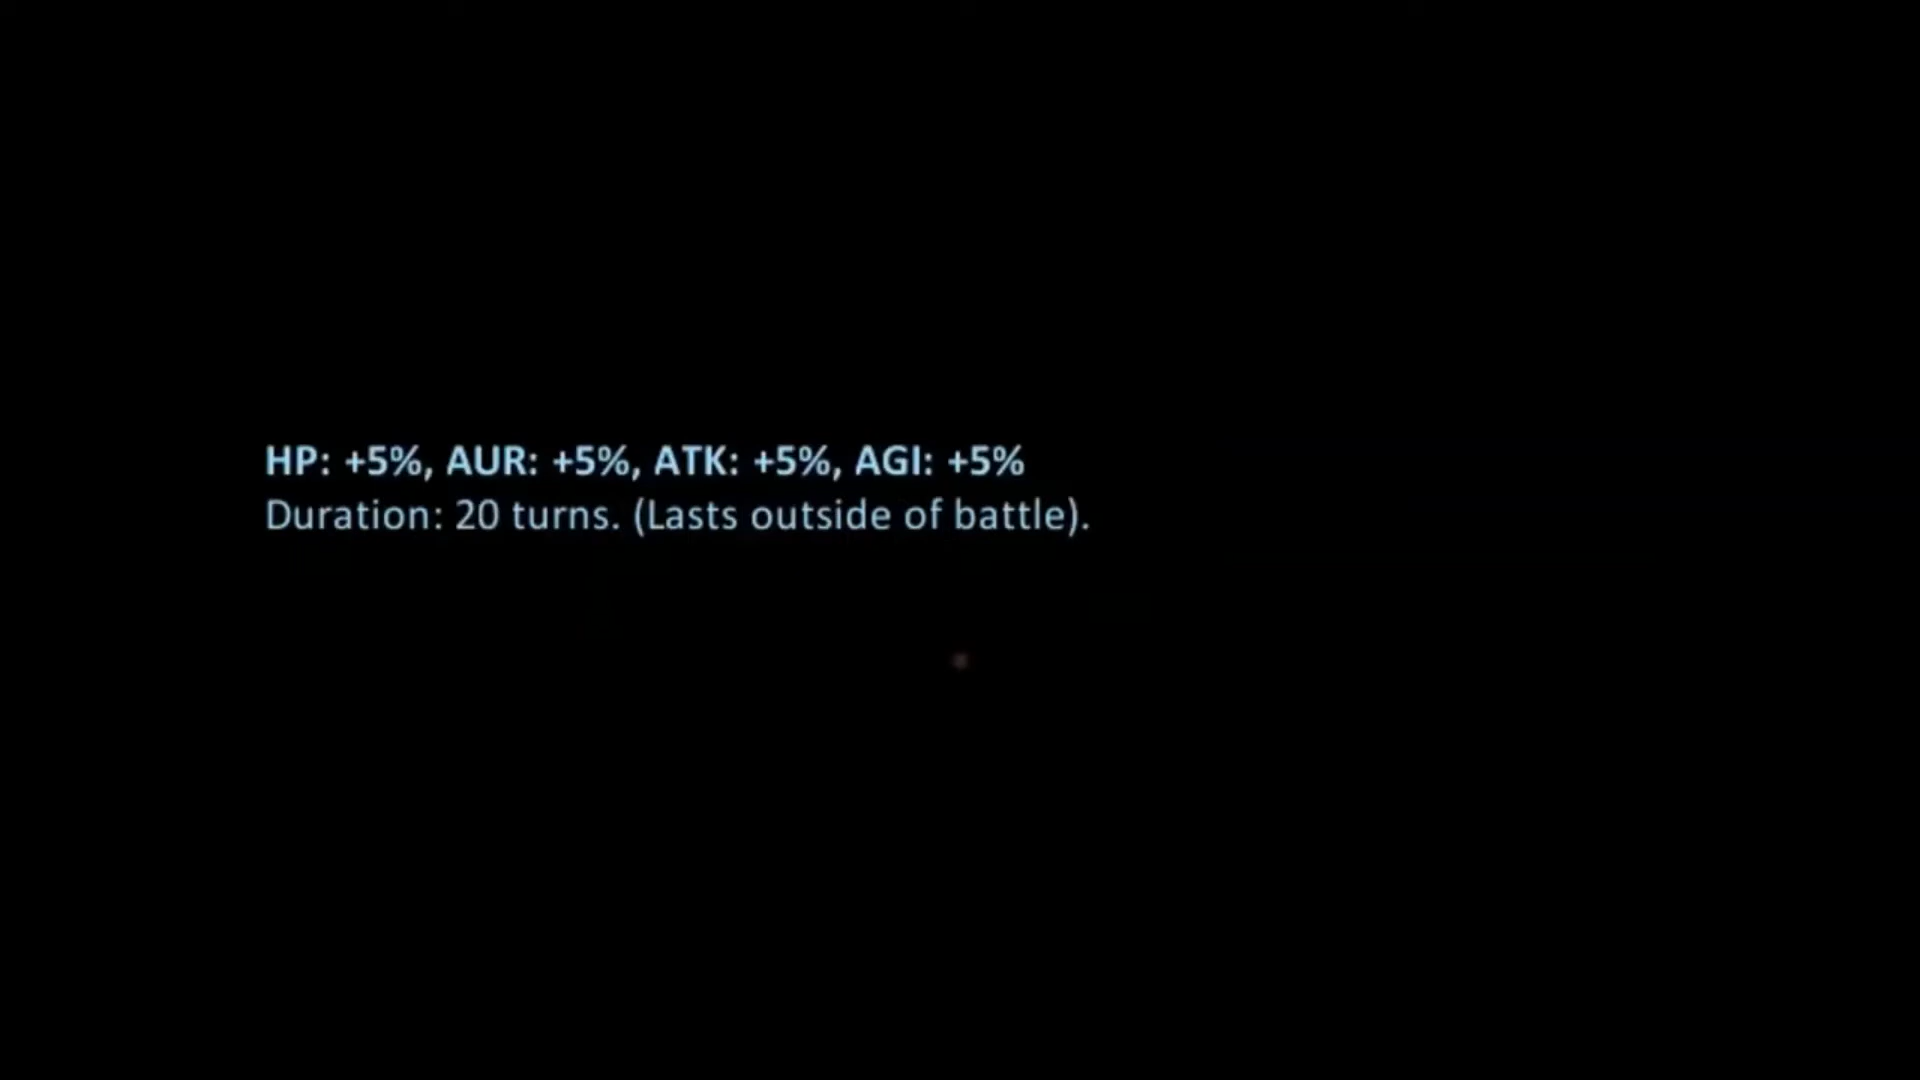 HP: +5%, AUR: +5%, ATK: +5%, AGI: +5%
Duration: 20 turns. (Lasts outside of battle).